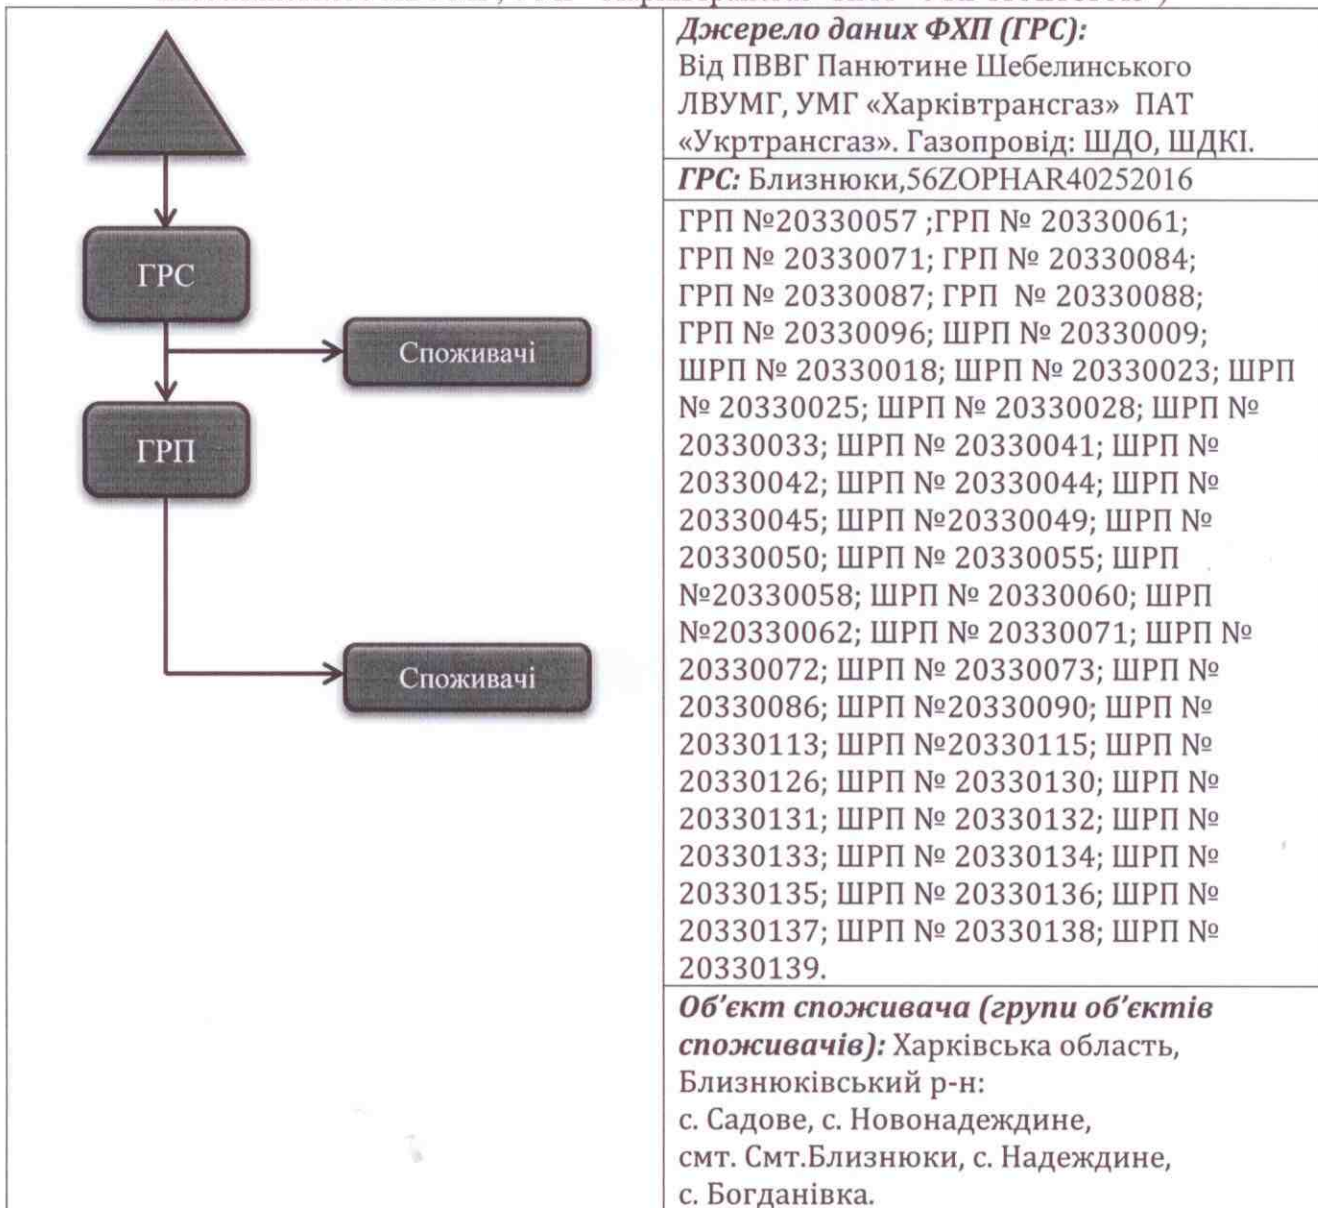 ГРС
Споживачі
ГРП
Споживачі
Джерело даних ФХП (ГРС):
Від ПВВГ Панютине Шебелинського
ЛВУМГ, УМГ «Харківтрансгаз» ПАТ
«Укртрансгаз». Газопровід: ШДО, ШДКІ.
ГРС: Близнюки,56ZOPHAR40252016
ГРП №20330057 ;ГРП № 20330061;
ГРП № 20330071; ГРП № 20330084;
ГРП № 20330087; ГРП № 20330088;
ГРП № 20330096; ШРП № 20330009;
ШРП № 20330018; ШРП № 20330023; ШРП
№ 20330025; ШРП № 20330028; ШРП №
20330033; ШРП № 20330041; ШРП №
20330042; ШРП № 20330044; ШРП №
20330045; ШРП №20330049; ШРП №
20330050; ШРП № 20330055; ШРП
№20330058; ШРП № 20330060; ШРП
№20330062; ШРП № 20330071; ШРП №
20330072; ШРП № 20330073; ШРП №
20330086; ШРП №20330090; ШРП №
20330113; ШРП №20330115; ШРП №
20330126; ШРП № 20330130; ШРП №
20330131; ШРП № 20330132; ШРП №
20330133; ШРП № 20330134; ШРП №
20330135; ШРП № 20330136; ШРП №
20330137; ШРП № 20330138; ШРП №
20330139.
Об’єкт споживача (групи об’єктів
споживачів): Харківська область,
Близнюківський р-н:
с. Садове, с. Новонадеждине,
смт. Смт.Близнюки, с. Надеждине,
с. Богданівка.